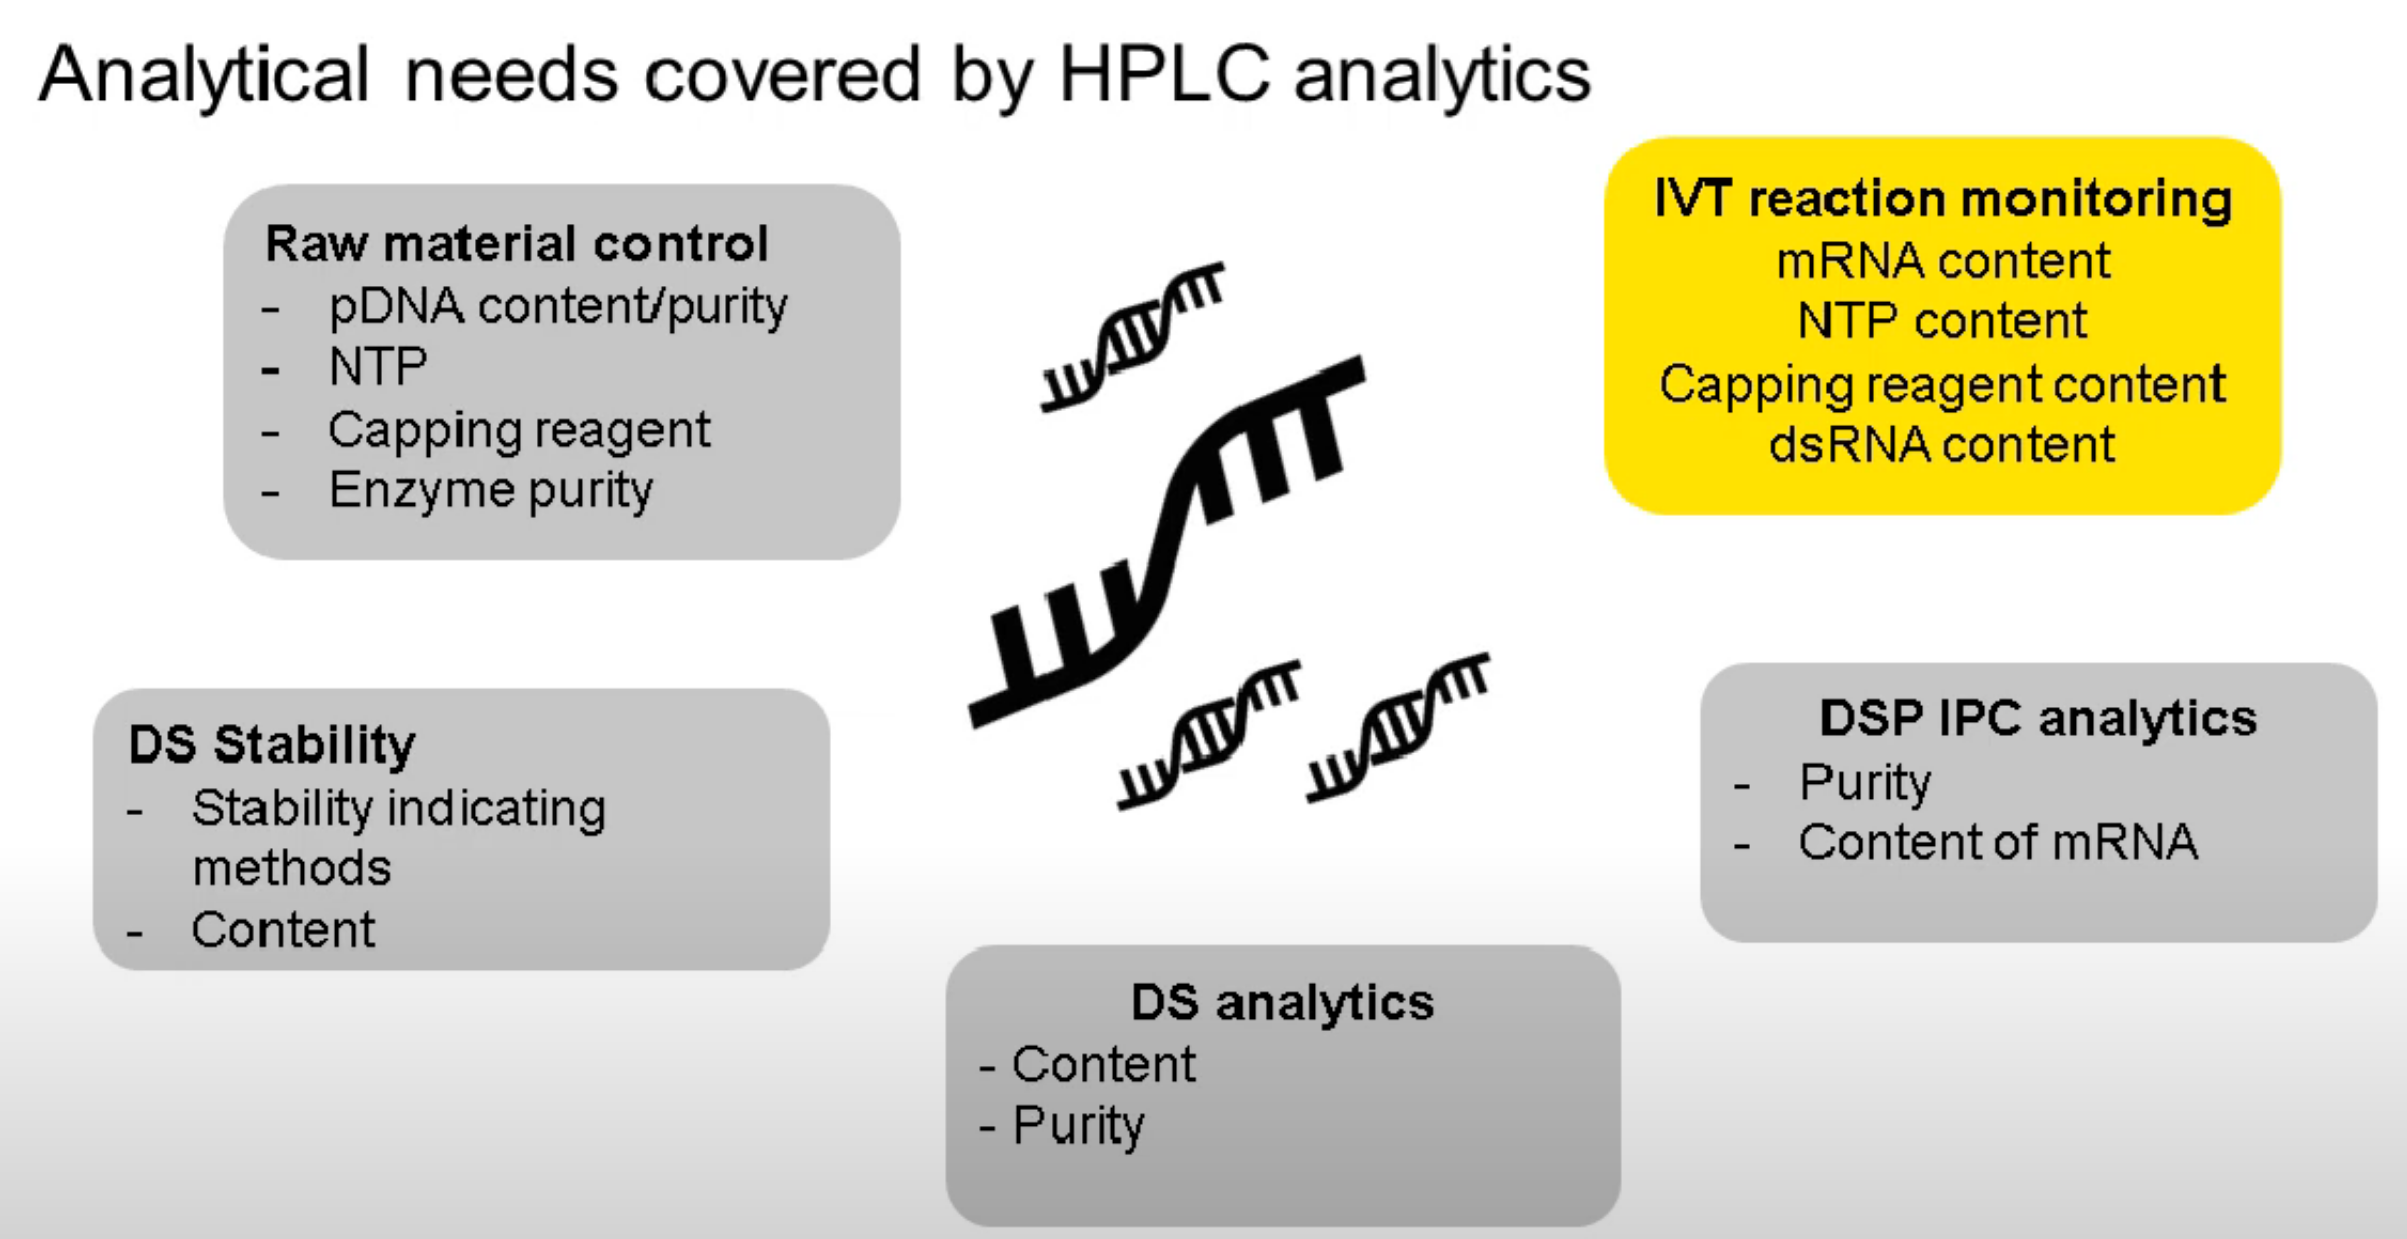 Analytical needs covered by HPLC analytics
Raw material control
- pDNA content/purity
- NTP
- Capping reagent
- Enzyme purity
IVT reaction monitoring
mRNA content
NTP content
Capping reagent content
dsRNA content
DS Stability
- Stability indicating
methods
- Content
DSP IPC analytics
- Purity
- Content of mRNA
DS analytics
- Content
- Purity